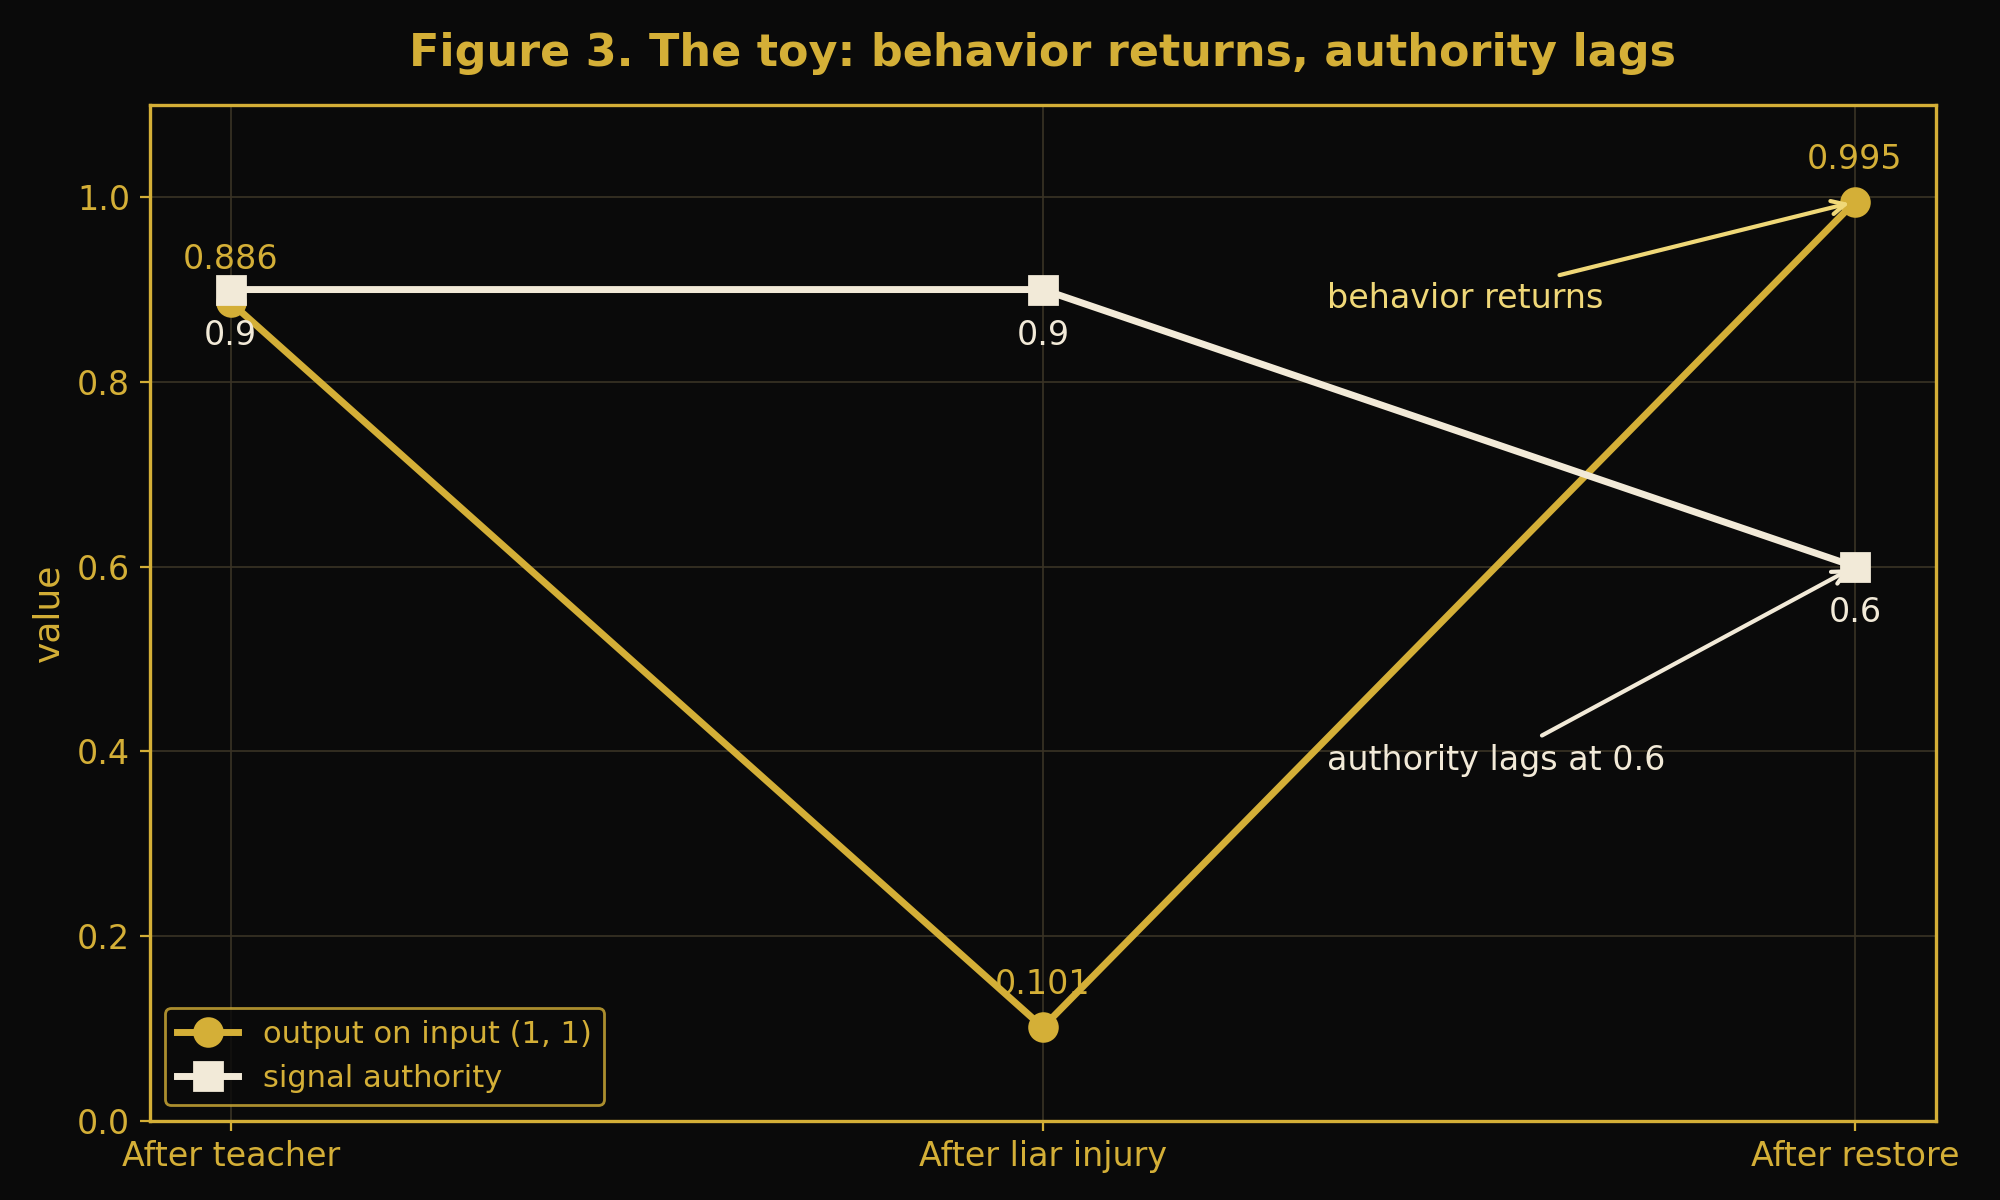 Figure 3. The toy: behavior returns, authority lags
value
1.0
0.8
0.6
0.4
0.2
0.0
0.886
0.9
0.9
0.101
0.995
0.6
behavior returns
authority lags at 0.6
output on input (1, 1)
signal authority
After teacher
After liar injury
After restore